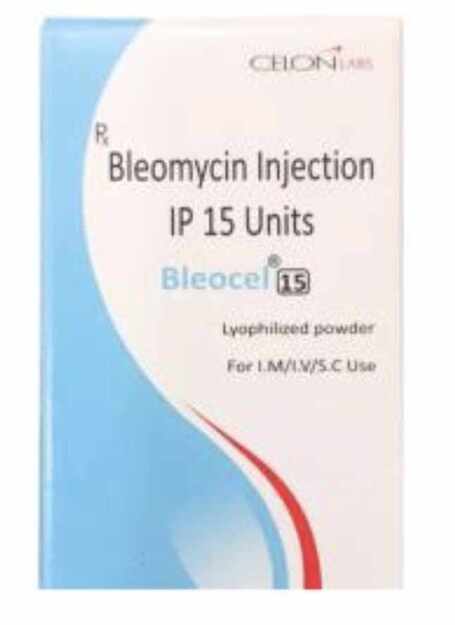 CELON LABS
Rx
Bleomycin Injection
IP 15 Units
Bleocel® 15
Lyophilized powder
For I.M/I.V/S.C Use